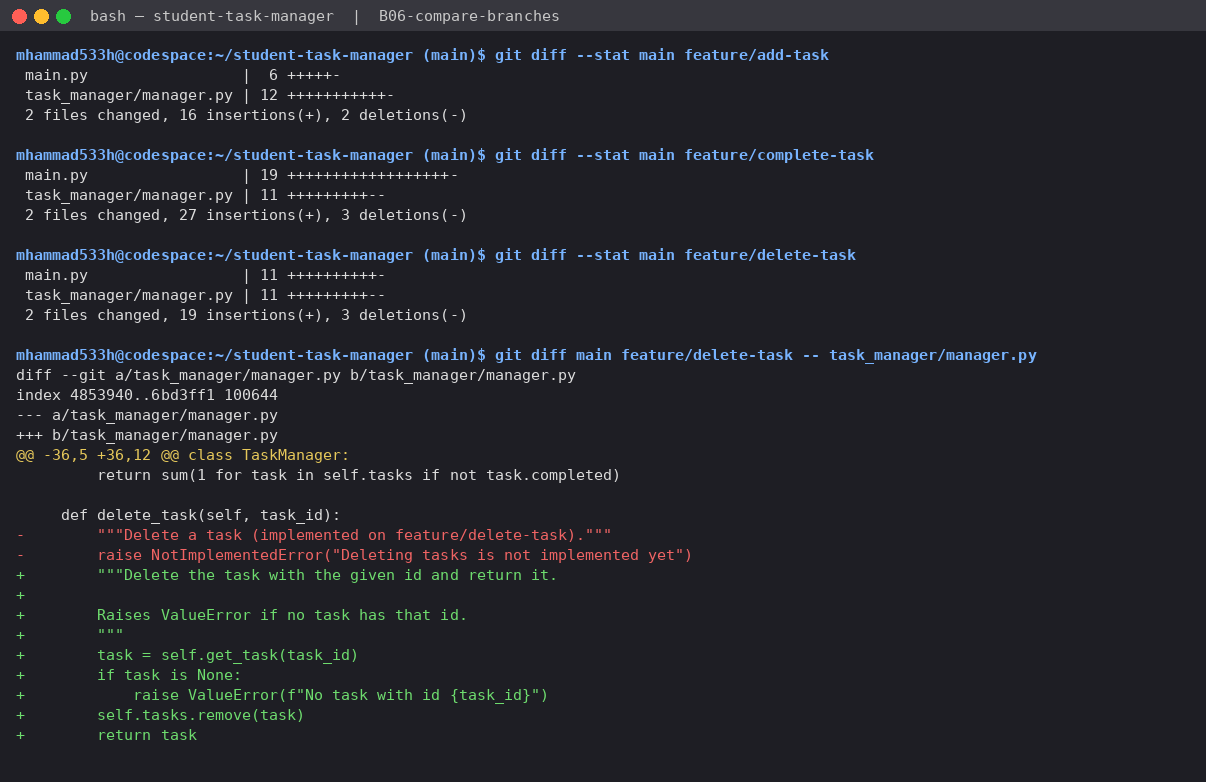 bash — student-task-manager  |  B06-compare-branches
mhammad533h@codespace:~/student-task-manager (main)$ git diff --stat main feature/add-task
 main.py                 |  6 +++++-
 task_manager/manager.py | 12 +++++++++++-
 2 files changed, 16 insertions(+), 2 deletions(-)
mhammad533h@codespace:~/student-task-manager (main)$ git diff --stat main feature/complete-task
 main.py                 | 19 ++++++++++++++++++-
 task_manager/manager.py | 11 +++++++++--
 2 files changed, 27 insertions(+), 3 deletions(-)
mhammad533h@codespace:~/student-task-manager (main)$ git diff --stat main feature/delete-task
 main.py                 | 11 ++++++++++-
 task_manager/manager.py | 11 +++++++++--
 2 files changed, 19 insertions(+), 3 deletions(-)
mhammad533h@codespace:~/student-task-manager (main)$ git diff main feature/delete-task -- task_manager/manager.py
diff --git a/task_manager/manager.py b/task_manager/manager.py
index 4853940..6bd3ff1 100644
--- a/task_manager/manager.py
+++ b/task_manager/manager.py
@@ -36,5 +36,12 @@ class TaskManager:
         return sum(1 for task in self.tasks if not task.completed)
     def delete_task(self, task_id):
-        """Delete a task (implemented on feature/delete-task)."""
-        raise NotImplementedError("Deleting tasks is not implemented yet")
+        """Delete the task with the given id and return it.
+
+        Raises ValueError if no task has that id.
+        """
+        task = self.get_task(task_id)
+        if task is None:
+            raise ValueError(f"No task with id {task_id}")
+        self.tasks.remove(task)
+        return task